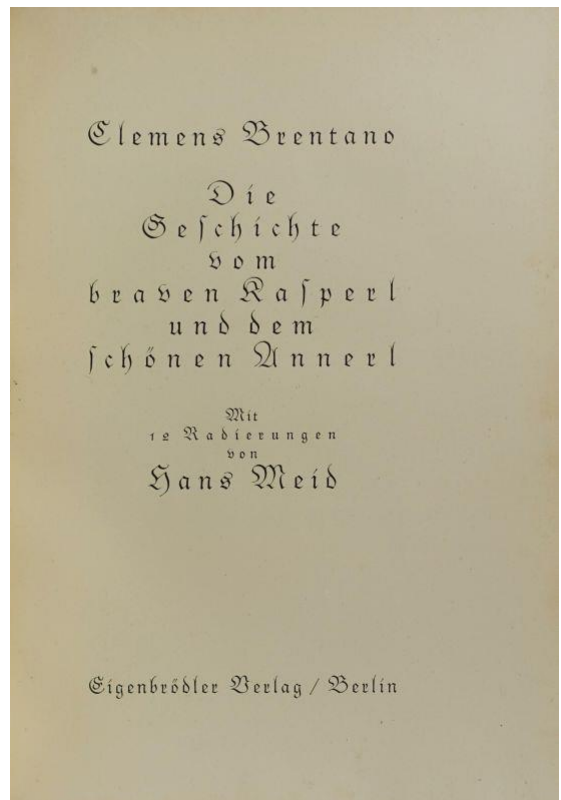 Clemens Brentano
Die
Geſchichte
vom
braven Kaſperl
und dem
ſchönen Annerl
Mit
12 Radierungen
von
Hans Meid
Eigenbrödler Verlag / Berlin